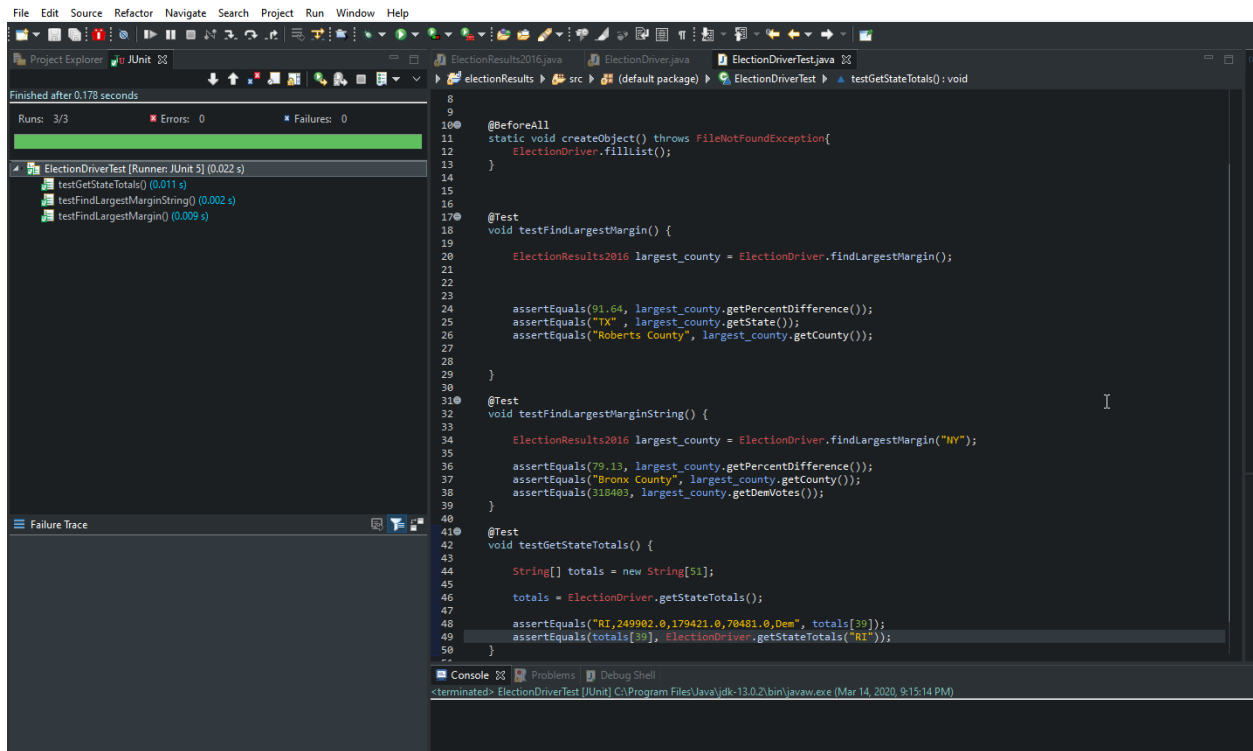 File Edit Source Refactor Navigate Search Project Run Window Help
Project Explorer JUnit
Finished after 0.178 seconds
Runs: 3/3 Errors: 0 Failures: 0
ElectionDriverTest [Runner: JUnit 5] (0.022 s)
testGetStateTotals() (0.011 s)
testFindLargestMarginString() (0.002 s)
testFindLargestMargin() (0.009 s)
Failure Trace
ElectionResults2016.java ElectionDriver.java ElectionDriverTest.java
electionResults src (default package) ElectionDriverTest testGetStateTotals() : void
8
9
10 @BeforeAll
11 static void createObject() throws FileNotFoundException{
12 ElectionDriver.fillList();
13 }
14
15
16
17 @Test
18 void testFindLargestMargin() {
19
20 ElectionResults2016 largest_county = ElectionDriver.findLargestMargin();
21
22
23
24 assertEquals(91.64, largest_county.getPercentDifference());
25 assertEquals("TX" , largest_county.getState());
26 assertEquals("Roberts County", largest_county.getCounty());
27
28
29 }
30
31 @Test
32 void testFindLargestMarginString() {
33
34 ElectionResults2016 largest_county = ElectionDriver.findLargestMargin("NY");
35
36 assertEquals(79.13, largest_county.getPercentDifference());
37 assertEquals("Bronx County", largest_county.getCounty());
38 assertEquals(318403, largest_county.getDemVotes());
39 }
40
41 @Test
42 void testGetStateTotals() {
43
44 String[] totals = new String[51];
45
46 totals = ElectionDriver.getStateTotals();
47
48 assertEquals("RI,249902.0,179421.0,70481.0,Dem", totals[39]);
49 assertEquals(totals[39], ElectionDriver.getStateTotals("RI"));
50 }
Console Problems Debug Shell
<terminated> ElectionDriverTest [JUnit] C:\Program Files\Java\jdk-13.0.2\bin\javaw.exe (Mar 14, 2020, 9:15:14 PM)